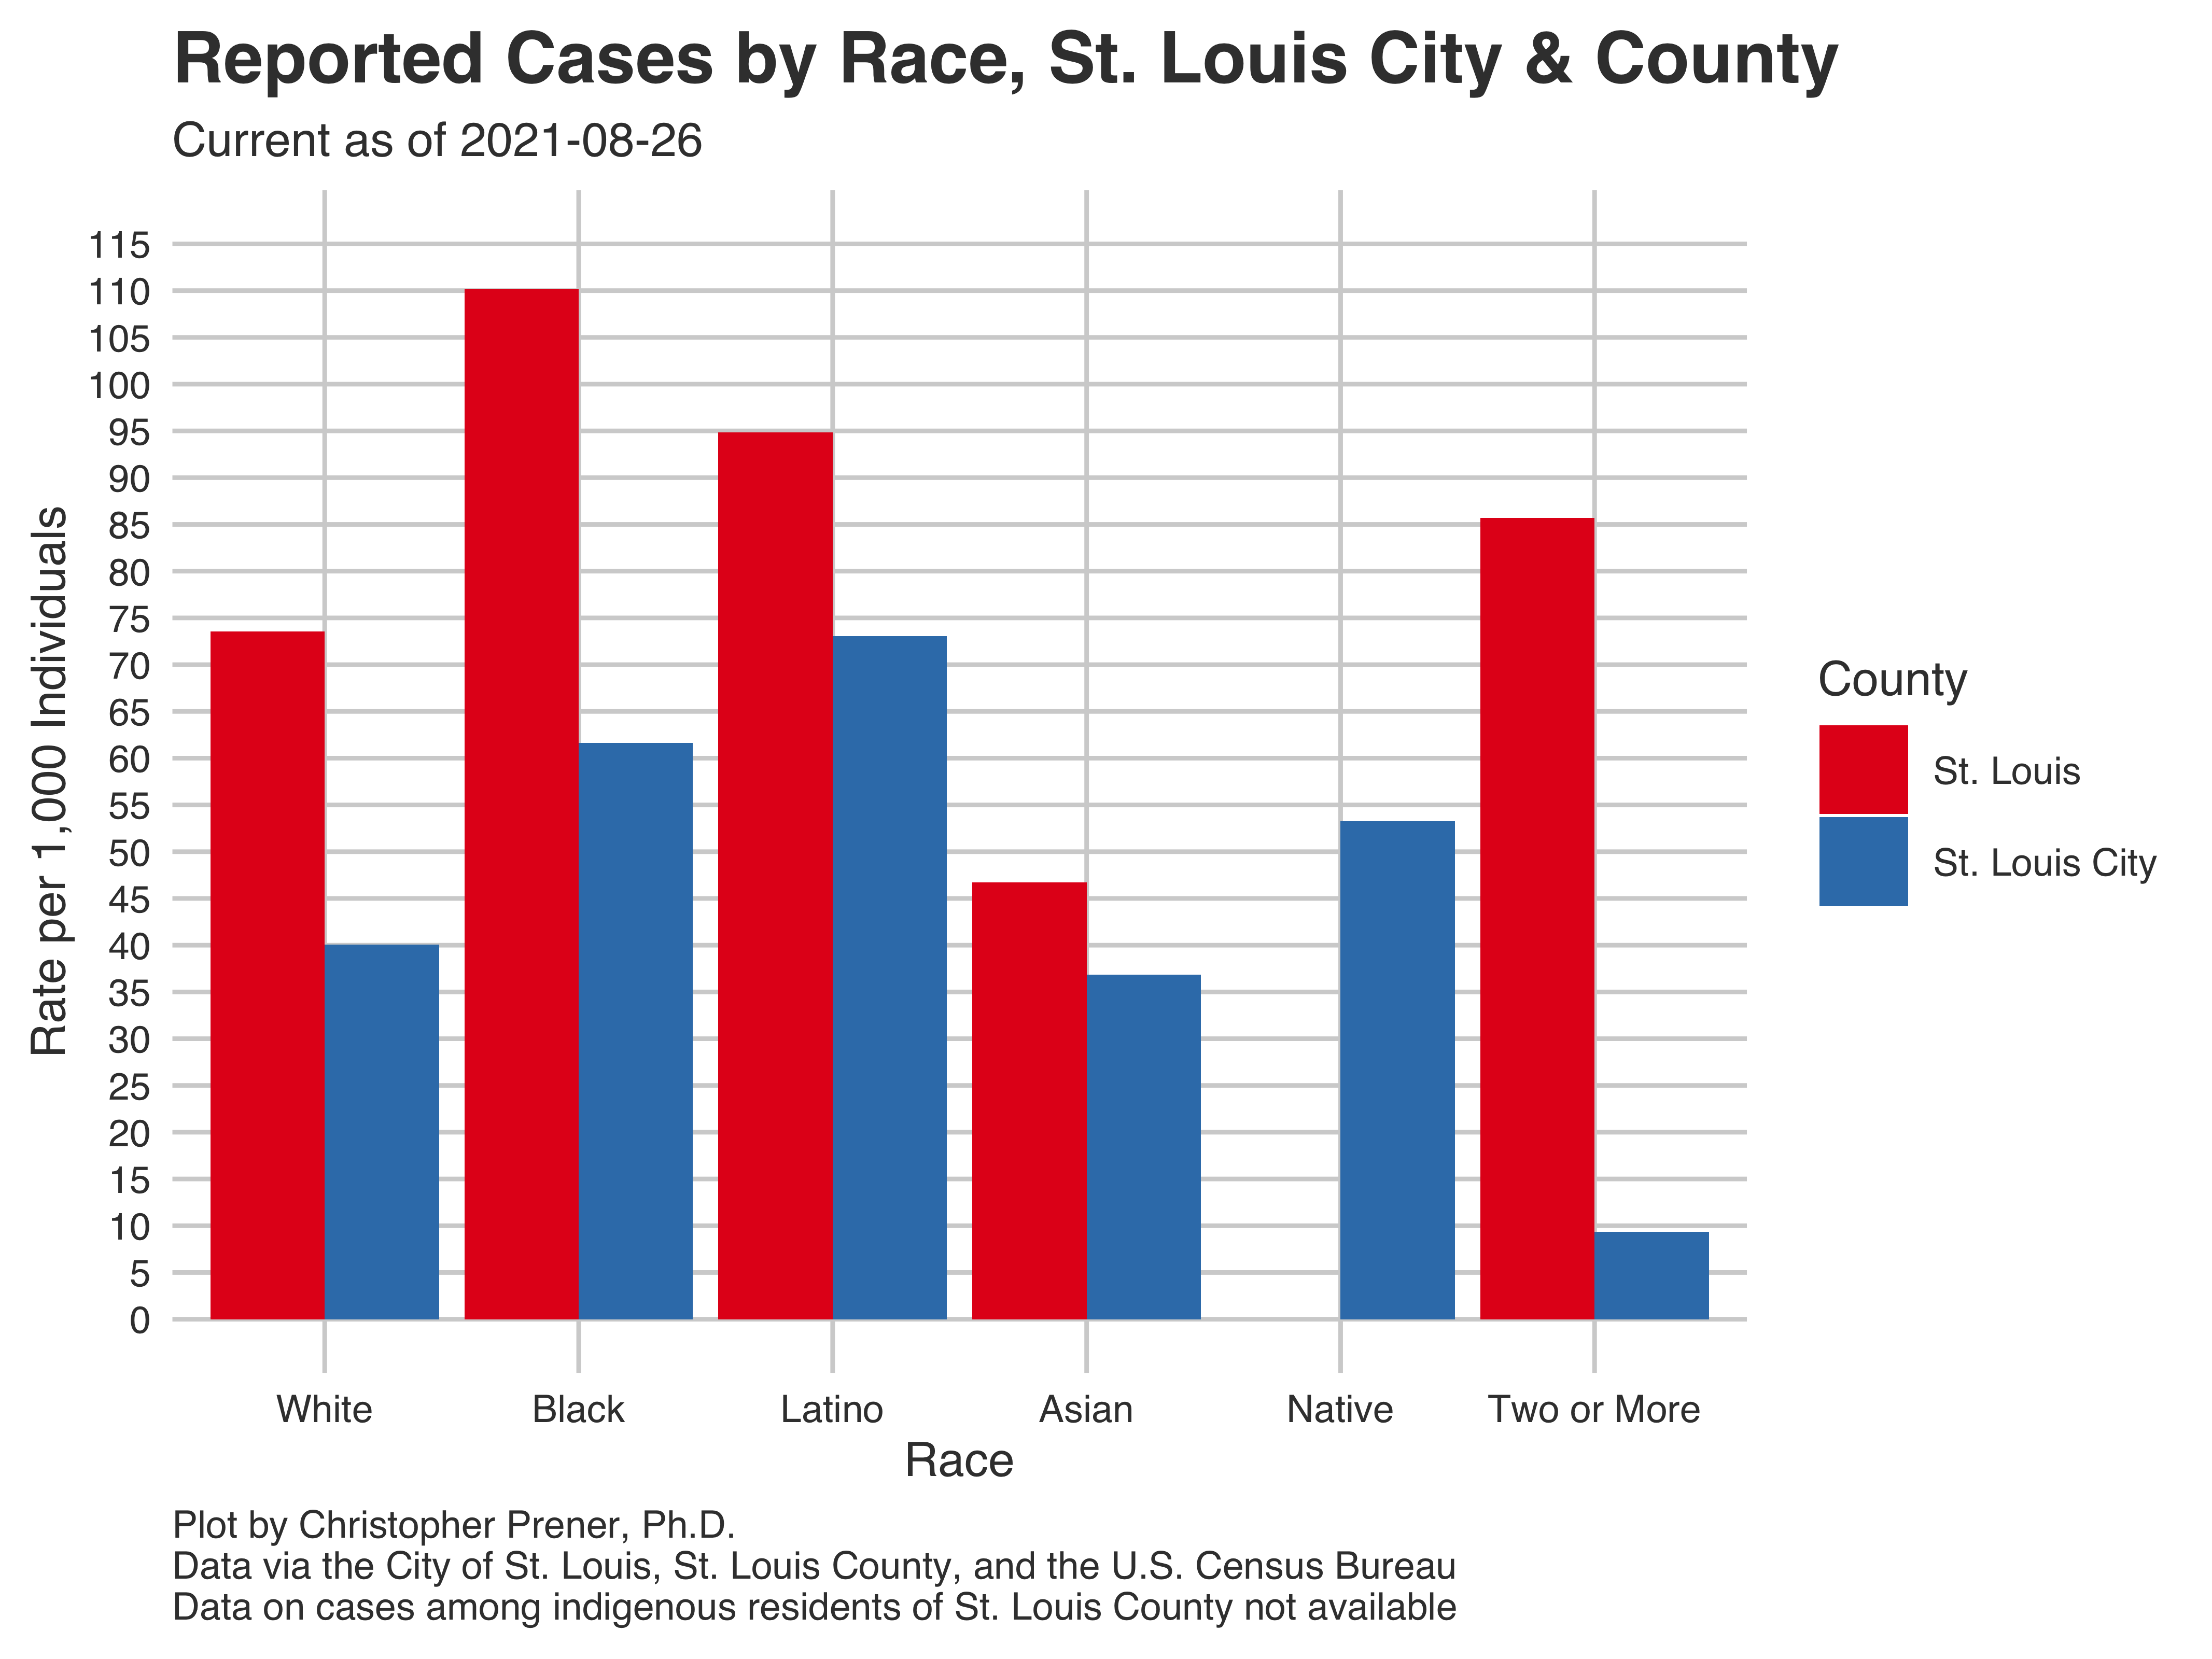 Reported Cases by Race, St. Louis City & County
Current as of 2021-08-26
Rate per 1,000 Individuals
115
110
105
100
95
90
85
80
75
70
65
60
55
50
45
40
35
30
25
20
15
10
5
0
White
Black
Latino
Asian
Native
Two or More
Race
County
St. Louis
St. Louis City
Plot by Christopher Prener, Ph.D.
Data via the City of St. Louis, St. Louis County, and the U.S. Census Bureau
Data on cases among indigenous residents of St. Louis County not available